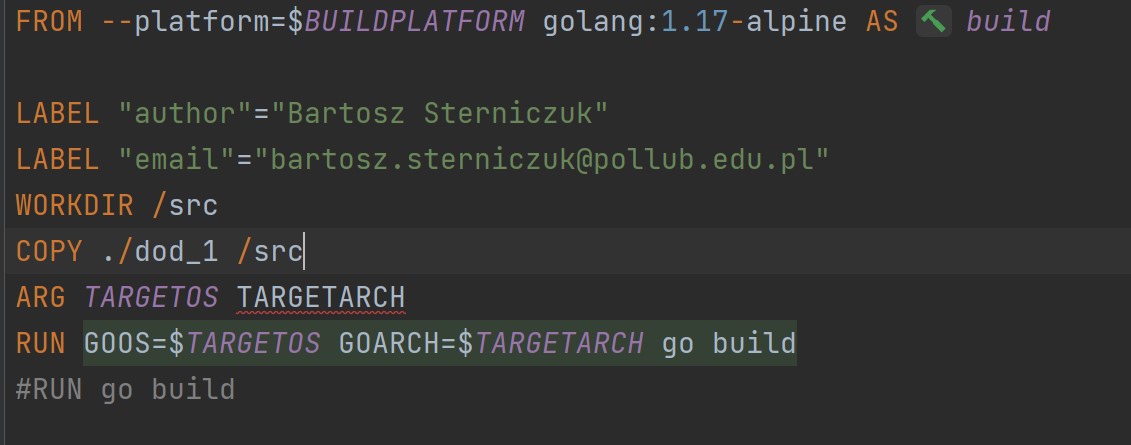 FROM --platform=$BUILDPLATFORM golang:1.17-alpine AS build
LABEL "author"="Bartosz Sterniczuk"
LABEL "email"="bartosz.sterniczuk@pollub.edu.pl"
WORKDIR /src
COPY ./dod_1 /src
ARG TARGETOS TARGETARCH
RUN GOOS=$TARGETOS GOARCH=$TARGETARCH go build
#RUN go build